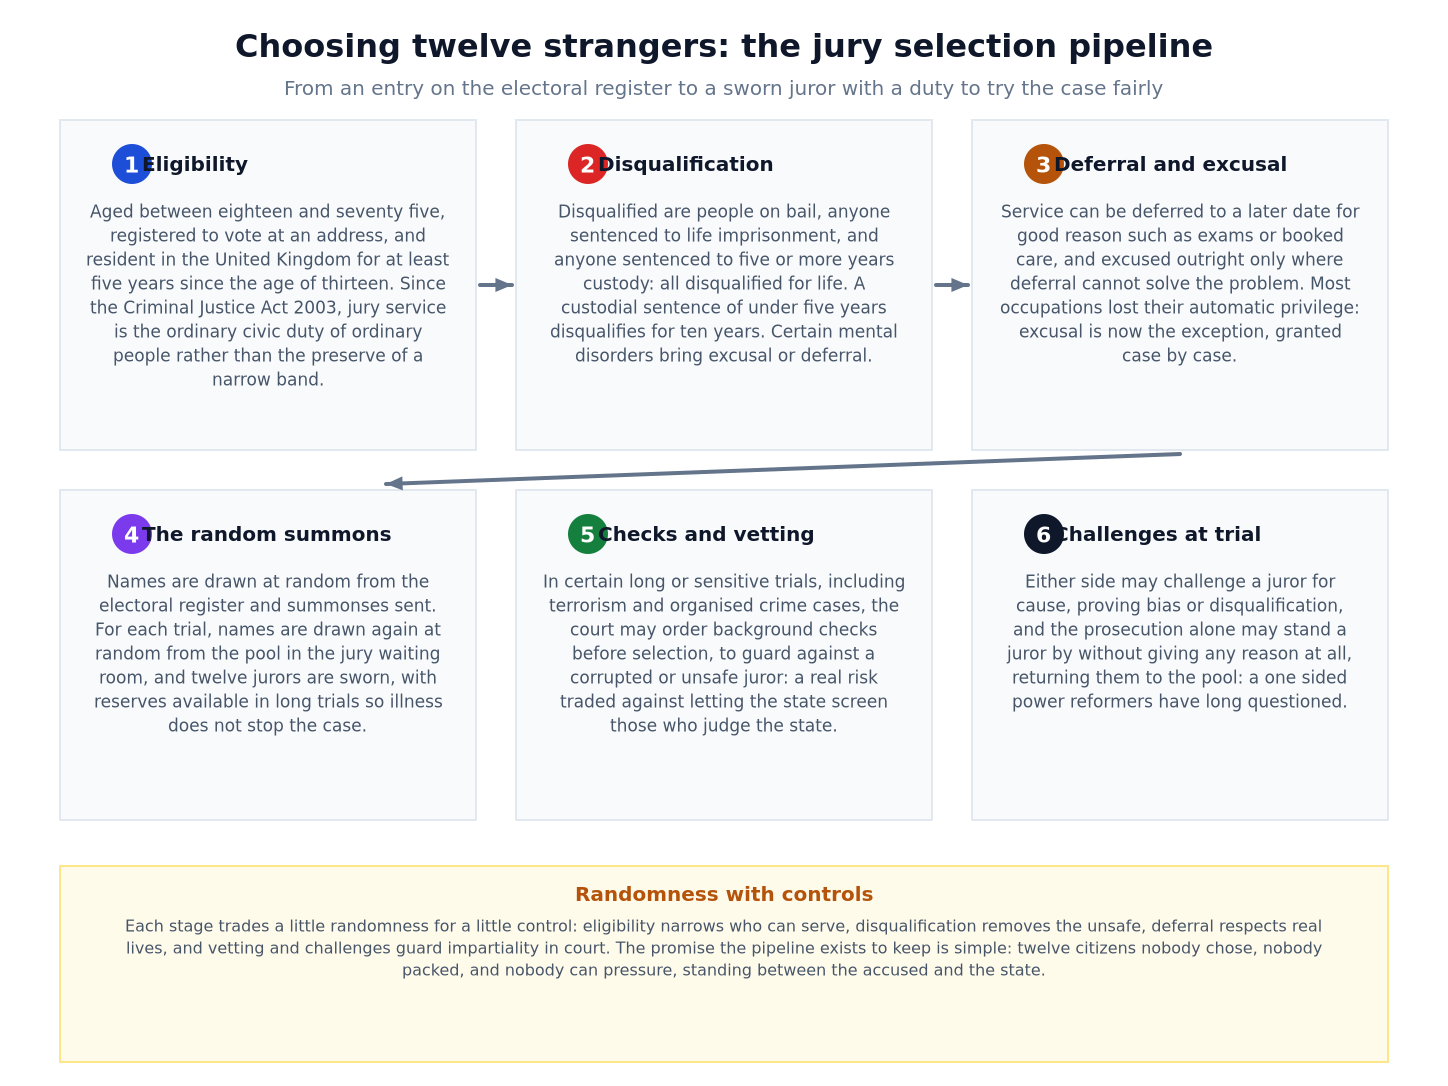 Choosing twelve strangers: the jury selection pipeline
From an entry on the electoral register to a sworn juror with a duty to try the case fairly
1 Eligibility
Aged between eighteen and seventy five,
registered to vote at an address, and
resident in the United Kingdom for at least
five years since the age of thirteen. Since
the Criminal Justice Act 2003, jury service
is the ordinary civic duty of ordinary
people rather than the preserve of a
narrow band.
2 Disqualification
Disqualified are people on bail, anyone
sentenced to life imprisonment, and
anyone sentenced to five or more years
custody: all disqualified for life. A
custodial sentence of under five years
disqualifies for ten years. Certain mental
disorders bring excusal or deferral.
3 Deferral and excusal
Service can be deferred to a later date for
good reason such as exams or booked
care, and excused outright only where
deferral cannot solve the problem. Most
occupations lost their automatic privilege:
excusal is now the exception, granted
case by case.
4 The random summons
Names are drawn at random from the
electoral register and summonses sent.
For each trial, names are drawn again at
random from the pool in the jury waiting
room, and twelve jurors are sworn, with
reserves available in long trials so illness
does not stop the case.
5 Checks and vetting
In certain long or sensitive trials, including
terrorism and organised crime cases, the
court may order background checks
before selection, to guard against a
corrupted or unsafe juror: a real risk
traded against letting the state screen
those who judge the state.
6 Challenges at trial
Either side may challenge a juror for
cause, proving bias or disqualification,
and the prosecution alone may stand a
juror by without giving any reason at all,
returning them to the pool: a one sided
power reformers have long questioned.
Randomness with controls
Each stage trades a little randomness for a little control: eligibility narrows who can serve, disqualification removes the unsafe, deferral respects real
lives, and vetting and challenges guard impartiality in court. The promise the pipeline exists to keep is simple: twelve citizens nobody chose, nobody
packed, and nobody can pressure, standing between the accused and the state.